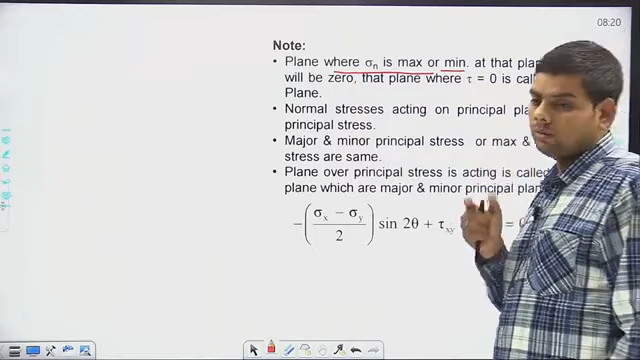 08:20
Note:
• Plane where σn is max or min. at that plan
will be zero, that plane where τ = 0 is call
Plane.
• Normal stresses acting on principal pla
principal stress.
• Major & minor principal stress or max &
stress are same.
• Plane over principal stress is acting is called
plane which are major & minor principal plan
−((σx − σy)/2) sin 2θ + τxy = 0